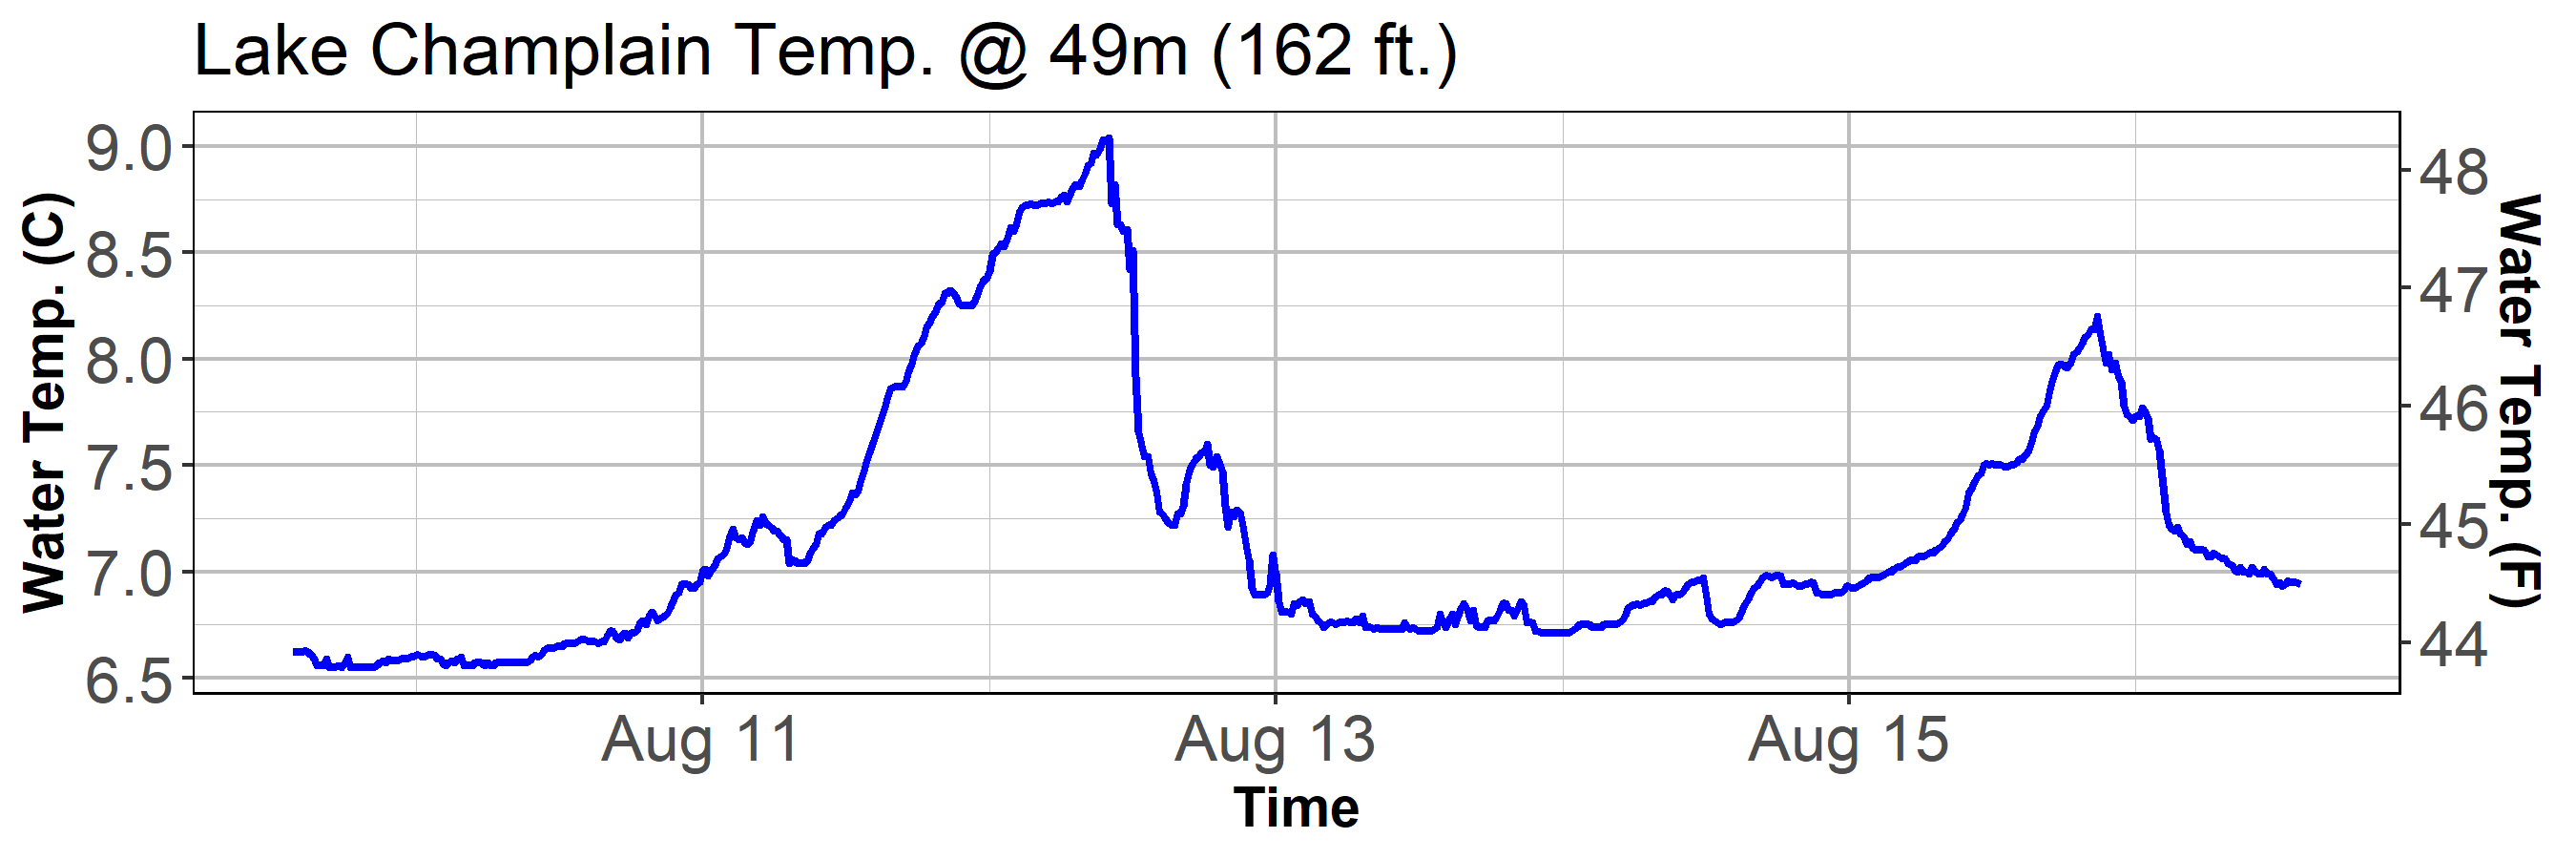 Lake Champlain Temp. @ 49m (162 ft.)
Water Temp. (C)
9.0
8.5
8.0
7.5
7.0
6.5
48
47
46
45
44
Water Temp. (F)
Aug 11
Aug 13
Aug 15
Time